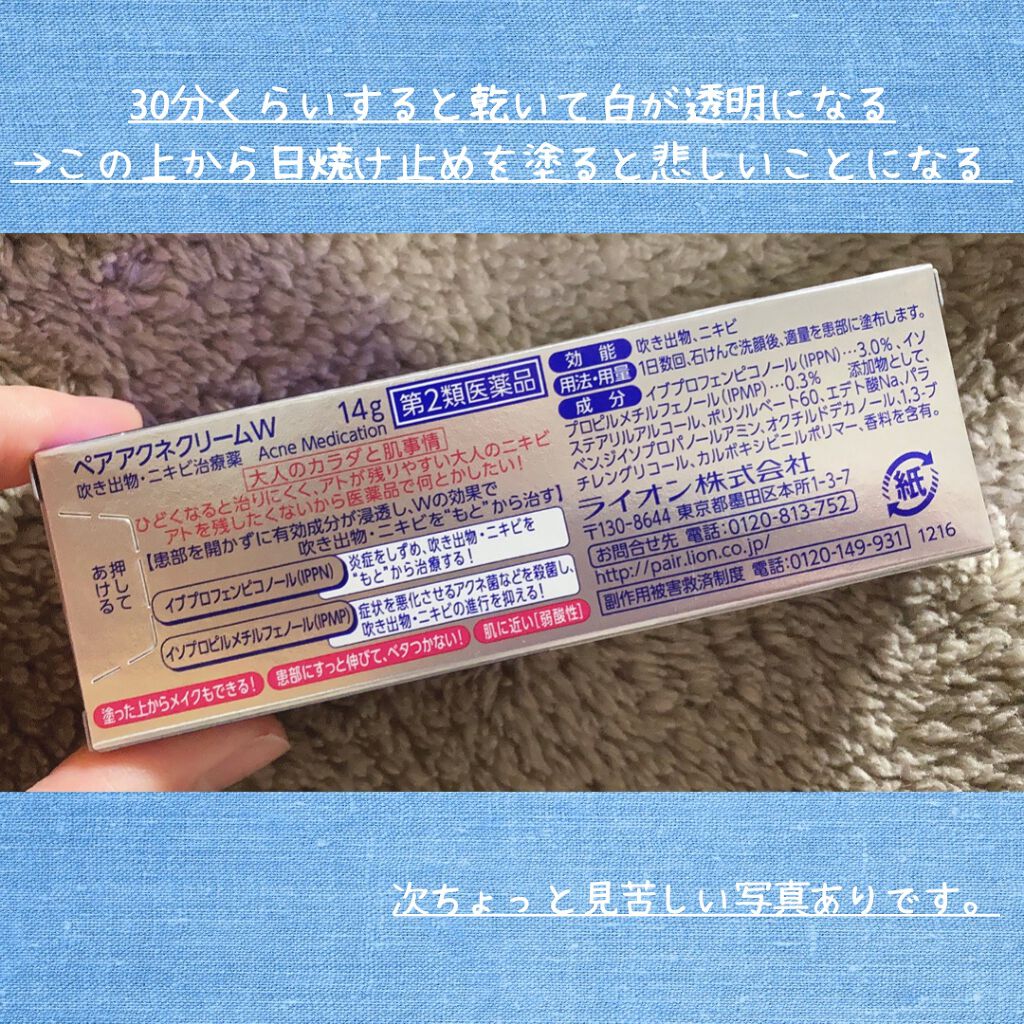 30分くらいすると乾いて白が透明になる
→この上から日焼け止めを塗ると悲しいことになる
ペアアクネクリームW 14g 第2類医薬品
吹き出物・ニキビ治療薬 Acne Medication
大人のカラダと肌事情
ひどくなると治りにくく、アトが残りやすい大人のニキビ
アトを残したくないから医薬品で何とかしたい!
【患部を開かずに有効成分が浸透し、Wの効果で
吹き出物・ニキビを“もと”から治す】
押して
あける
イブプロフェンピコノール(IPPN)
炎症をしずめ、吹き出物・ニキビを
“もと”から治療する!
イソプロピルメチルフェノール(IPMP)
症状を悪化させるアクネ菌などを殺菌し、
吹き出物・ニキビの進行を抑える!
塗った上からメイクもできる!
患部にすっと伸びて、ベタつかない!
肌に近い[弱酸性]
効能 吹き出物、ニキビ
用法・用量 1日数回、石けんで洗顔後、適量を患部に塗布します。
成分 イブプロフェンピコノール(IPPN)…3.0%、イソ
プロピルメチルフェノール(IPMP)…0.3% 添加物として、
ステアリルアルコール、ポリソルベート60、エデト酸Na、パラ
ベン、ジイソプロパノールアミン、オクチルドデカノール、1,3-ブ
チレングリコール、カルボキシビニルポリマー、香料を含有。
ライオン株式会社
〒130-8644 東京都墨田区本所1-3-7
お問合せ先 電話:0120-813-752
http://pair.lion.co.jp/
副作用被害救済制度 電話:0120-149-931 1216
紙
次ちょっと見苦しい写真ありです。